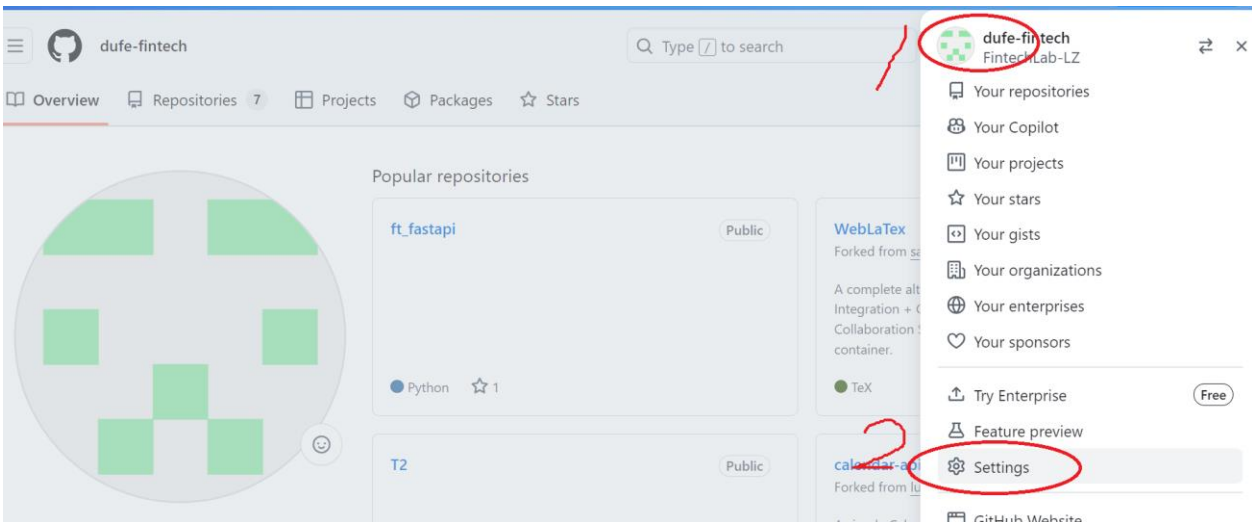 dufe-fintech
Type / to search
Overview
Repositories 7
Projects
Packages
Stars
Popular repositories
ft_fastapi
Public
Python
1
WebLaTex
Forked from
A complete alt
Integration +
Collaboration
container.
TeX
T2
Public
calendar-ap
Forked from lu
1
dufe-fintech
FintechLab-LZ
Your repositories
Your Copilot
Your projects
Your stars
Your gists
Your organizations
Your enterprises
Your sponsors
Try Enterprise
Free
Feature preview
2
Settings
GitHub Website